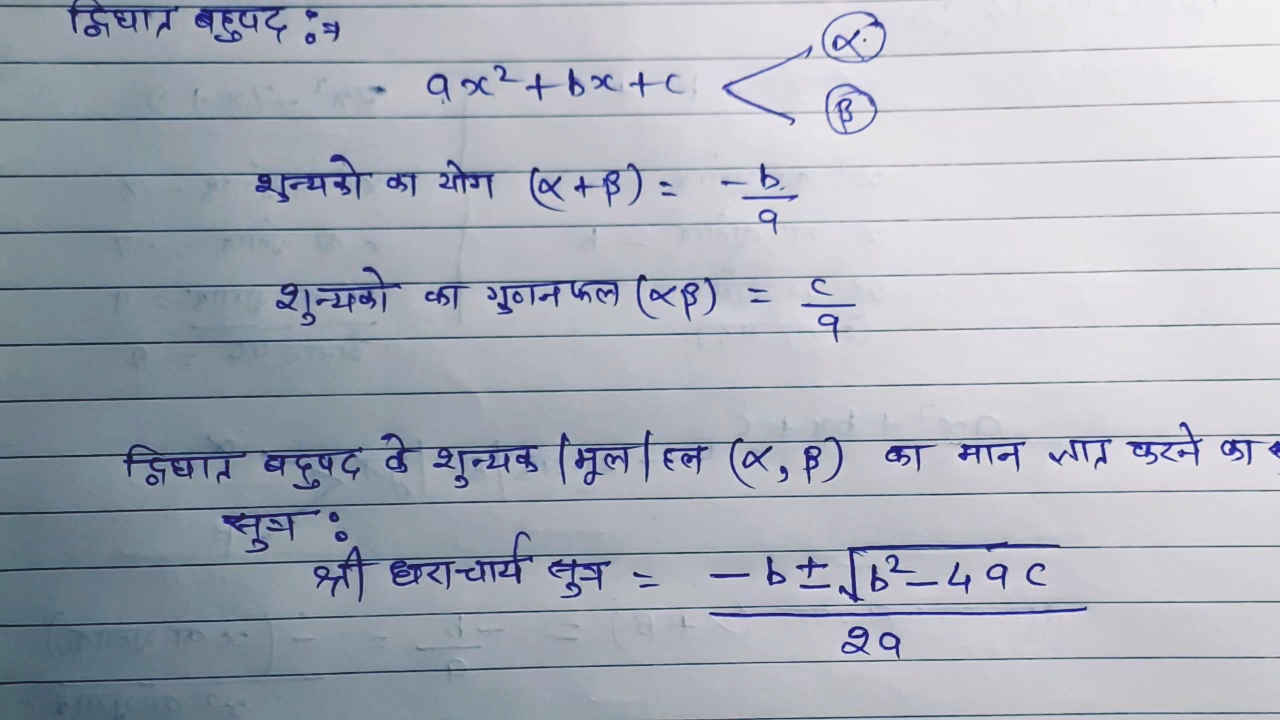 द्विघात बहुपद :→
ax² + bx + c < α
β
शुन्यको का योग (α + β) = -b/a
शुन्यको का गुणनफल (αβ) = c/a
द्विघात बहुपद के शुन्यक | मूल | हल (α, β) का मान ज्ञात करने का
सुत्र :
श्री धराचार्य सुत्र = -b ± √b² - 4ac / 2a